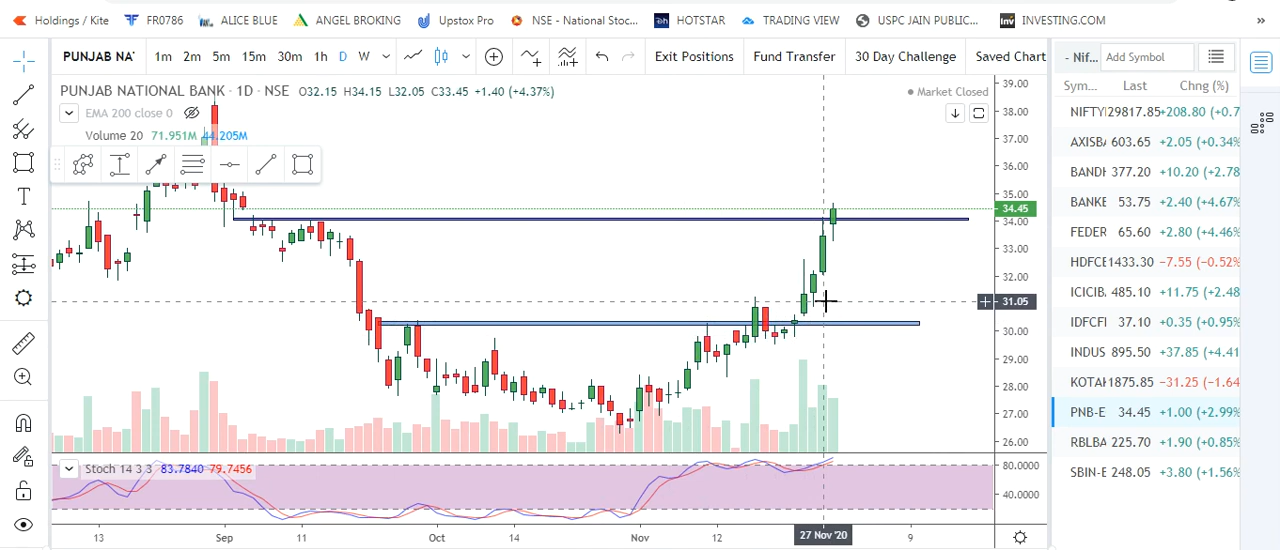 Holdings / Kite FR0786 ALICE BLUE ANGEL BROKING Upstox Pro NSE - National Stoc... HOTSTAR TRADING VIEW USPC JAIN PUBLIC... INVESTING.COM »
PUNJAB NA 1m 2m 5m 15m 30m 1h D W Exit Positions Fund Transfer 30 Day Challenge Saved Chart - Nif... Add Symbol
PUNJAB NATIONAL BANK · 1D · NSE O32.15 H34.15 L32.05 C33.45 +1.40 (+4.37%) Market Closed
EMA 200 close 0
Volume 20 71.951M 44.205M
39.00
38.00
37.00
36.00
35.00
34.45
34.00
33.00
32.00
31.05
30.00
29.00
28.00
27.00
26.00
Stoch 14 3 3 83.7840 79.7456
80.0000
40.0000
13 Sep 11 Oct 14 Nov 12 27 Nov '20 9
Sym... Last Chng (%)
NIFTY 29817.85 +208.80 (+0.7
AXISB 603.65 +2.05 (+0.34%
BANDI 377.20 +10.20 (+2.78
BANKE 53.75 +2.40 (+4.67%
FEDER 65.60 +2.80 (+4.46%
HDFCE 1433.30 -7.55 (-0.52%
ICICIB. 485.10 +11.75 (+2.48
IDFCFI 37.10 +0.35 (+0.95%
INDUS 895.50 +37.85 (+4.41
KOTAK 1875.85 -31.25 (-1.64
PNB-E 34.45 +1.00 (+2.99%
RBLBA 225.70 +1.90 (+0.85%
SBIN-E 248.05 +3.80 (+1.56%